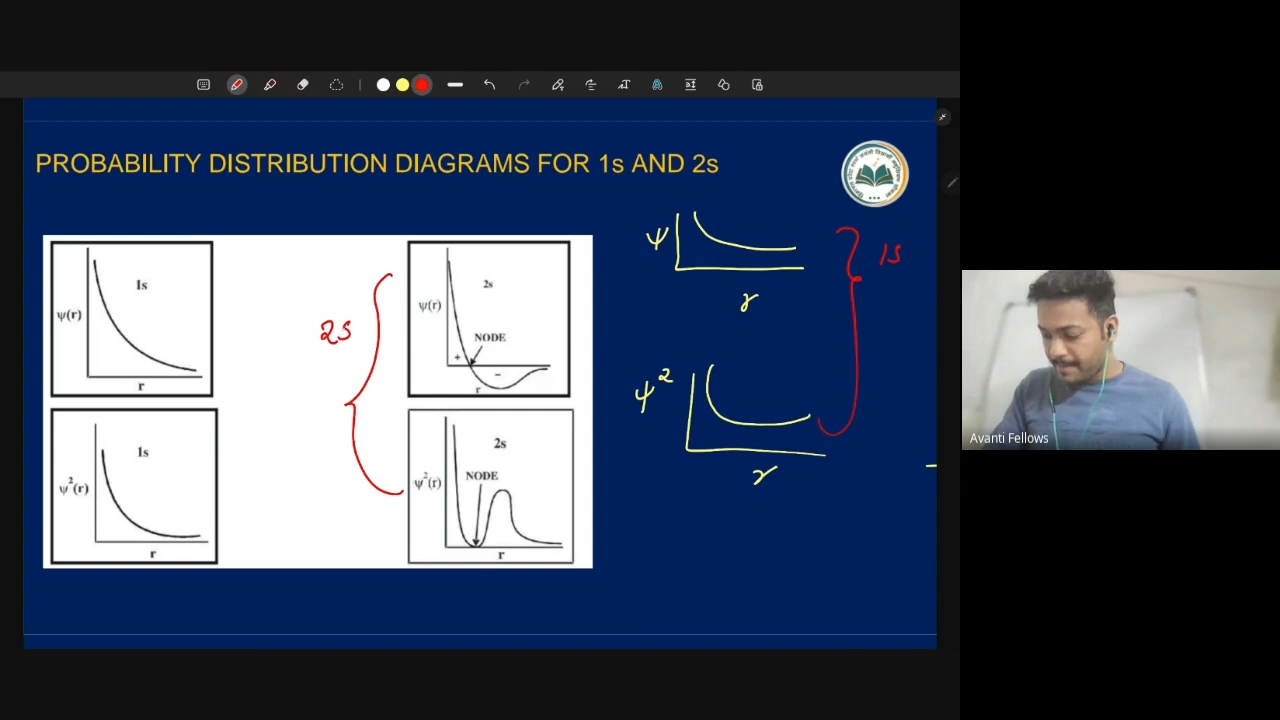 PROBABILITY DISTRIBUTION DIAGRAMS FOR 1s AND 2s
1s
ψ(r)
r
1s
ψ²(r)
r
2s
2s
ψ(r)
NODE
+
−
r
2s
NODE
ψ²(r)
r
ψ
r
1s
ψ²
r
Avanti Fellows